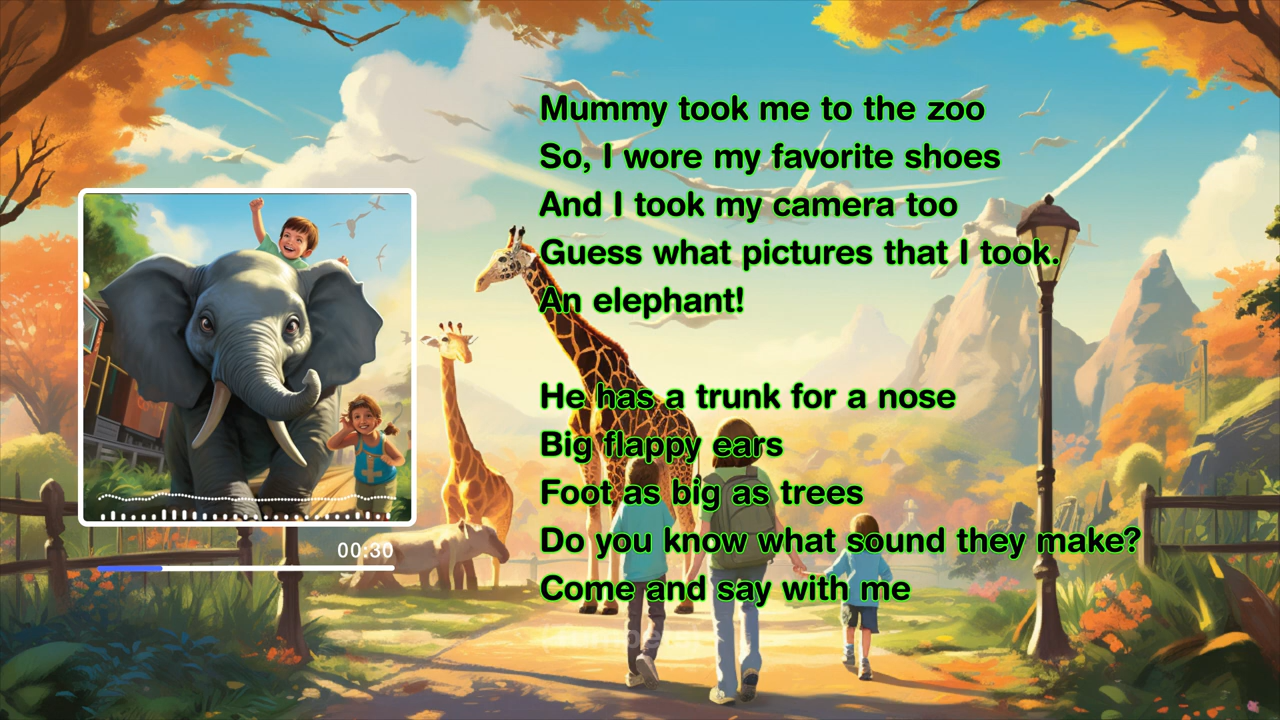 Mummy took me to the zoo
So, I wore my favorite shoes
And I took my camera too
Guess what pictures that I took.
An elephant!
He has a trunk for a nose
Big flappy ears
Foot as big as trees
Do you know what sound they make?
Come and say with me
00:30